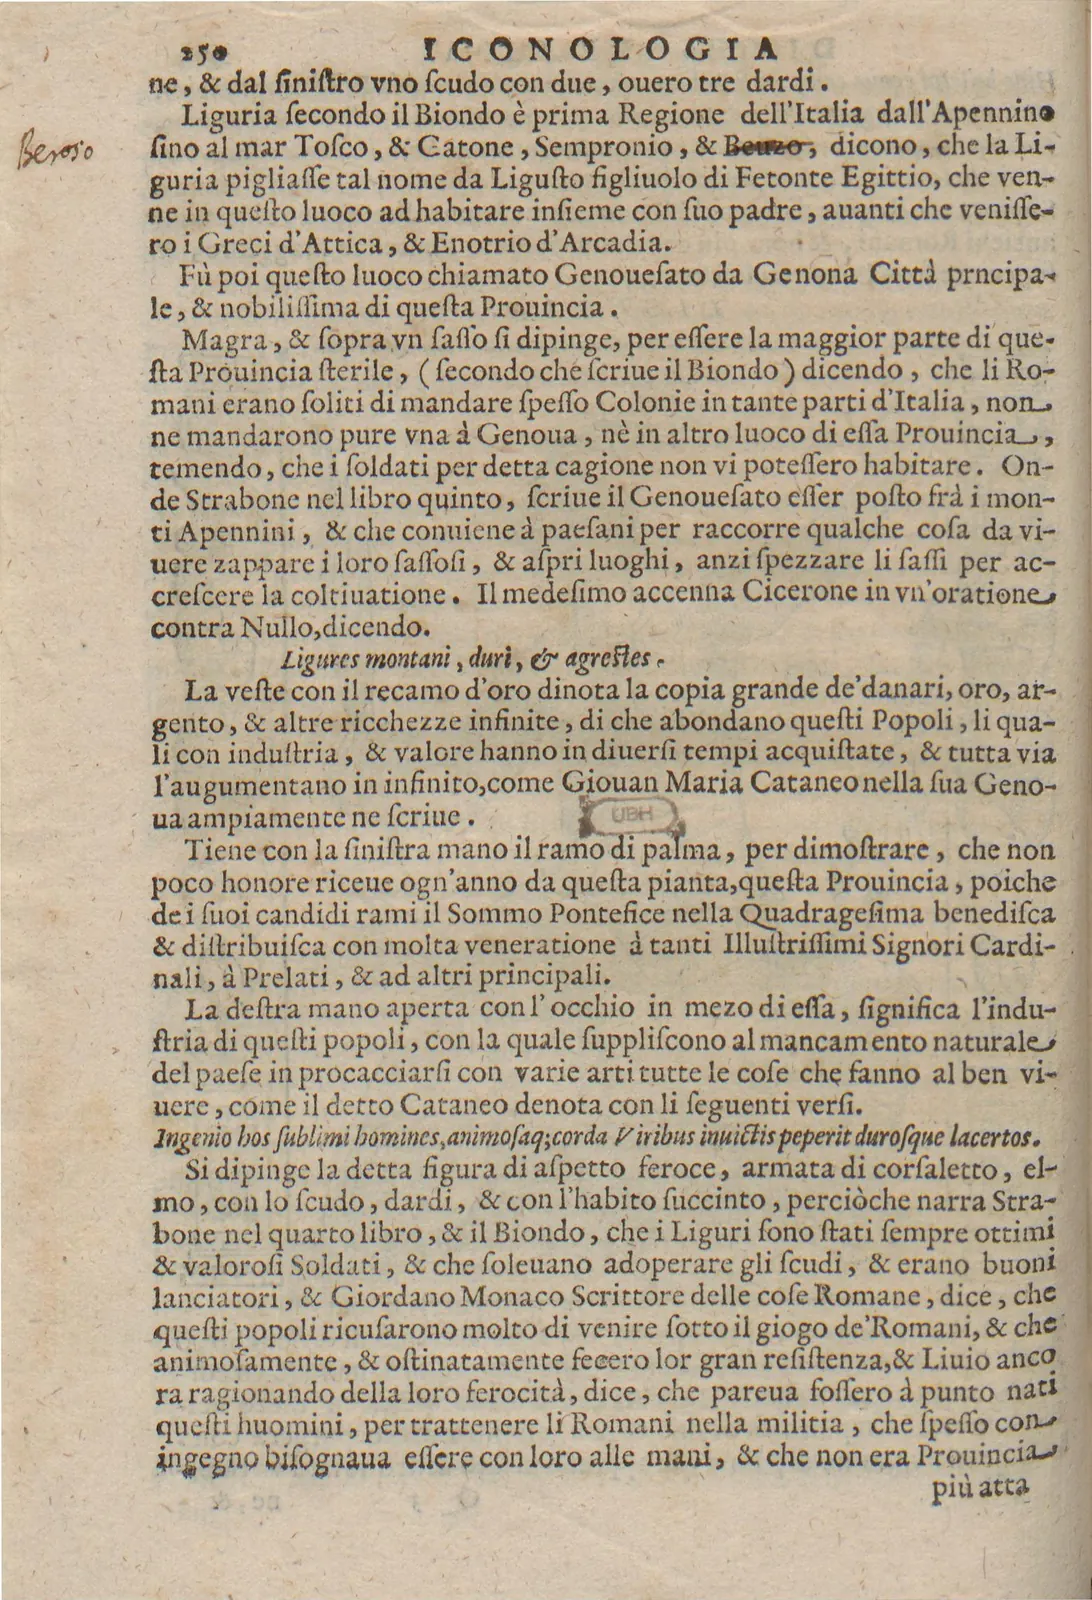 250 ICONOLOGIA
ne, & dal ſiniſtro vno ſcudo con due, ouero tre dardi.
Liguria ſecondo il Biondo è prima Regione dell'Italia dall'Apennino
Beroso
ſino al mar Toſco, & Catone, Sempronio, & Beuzo, dicono, che la Li-
guria pigliaſſe tal nome da Liguſto figliuolo di Fetonte Egittio, che ven-
ne in queſto luoco ad habitare inſieme con ſuo padre, auanti che veniſſe-
ro i Greci d'Attica, & Enotrio d'Arcadia.
Fù poi queſto luoco chiamato Genoueſato da Genona Città prncipa-
le, & nobiliſſima di queſta Prouincia.
Magra, & ſopra vn ſaſſo ſi dipinge, per eſſere la maggior parte di que-
ſta Prouincia ſterile, (ſecondo che ſcriue il Biondo) dicendo, che li Ro-
mani erano ſoliti di mandare ſpeſſo Colonie in tante parti d'Italia, non
ne mandarono pure vna à Genoua, nè in altro luoco di eſſa Prouincia,
temendo, che i ſoldati per detta cagione non vi poteſſero habitare. On-
de Strabone nel libro quinto, ſcriue il Genoueſato eſſer poſto frà i mon-
ti Apennini, & che conuiene à paeſani per raccorre qualche coſa da vi-
uere zappare i loro ſaſſoſi, & aſpri luoghi, anzi ſpezzare li ſaſſi per ac-
creſcere la coltiuatione. Il medeſimo accenna Cicerone in vn'oratione
contra Nullo,dicendo.
Ligures montani, duri, & agreſtes.
La veſte con il recamo d'oro dinota la copia grande de'danari, oro, ar-
gento, & altre ricchezze infinite, di che abondano queſti Popoli, li qua-
li con induſtria, & valore hanno in diuerſi tempi acquiſtate, & tutta via
l'augumentano in infinito,come Giouan Maria Cataneo nella ſua Geno-
ua ampiamente ne ſcriue.
UBH
Tiene con la ſiniſtra mano il ramo di palma, per dimoſtrare, che non
poco honore riceue ogn'anno da queſta pianta,queſta Prouincia, poiche
de i ſuoi candidi rami il Sommo Pontefice nella Quadrageſima benediſca
& diſtribuiſca con molta veneratione à tanti Illuſtriſſimi Signori Cardi-
nali, à Prelati, & ad altri principali.
La deſtra mano aperta con l' occhio in mezo di eſſa, ſignifica l'indu-
ſtria di queſti popoli, con la quale ſuppliſcono al mancamento naturale
del paeſe in procacciarſi con varie arti tutte le coſe che fanno al ben vi-
uere, come il detto Cataneo denota con li ſeguenti verſi.
Ingenio hos ſublimi homines,animoſaq;corda Viribus inuictis peperit duroſque lacertos.
Si dipinge la detta figura di aſpetto feroce, armata di corſaletto, el-
mo, con lo ſcudo, dardi, & con l'habito ſuccinto, perciòche narra Stra-
bone nel quarto libro, & il Biondo, che i Liguri ſono ſtati ſempre ottimi
& valoroſi Soldati, & che ſoleuano adoperare gli ſcudi, & erano buoni
lanciatori, & Giordano Monaco Scrittore delle coſe Romane, dice, che
queſti popoli ricuſarono molto di venire ſotto il giogo de'Romani, & che
animoſamente, & oſtinatamente fecero lor gran reſiſtenza,& Liuio anco
ra ragionando della loro ferocità, dice, che pareua foſſero à punto nati
queſti huomini, per trattenere li Romani nella militia, che ſpeſſo con
ingegno biſognaua eſſere con loro alle mani, & che non era Prouincia
più atta